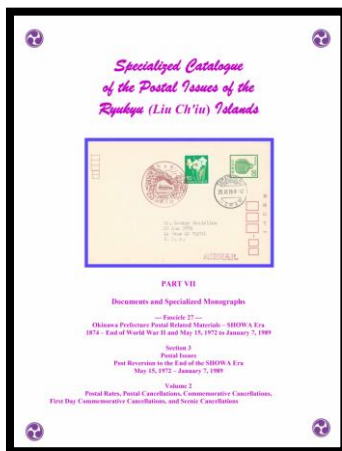 Specialized Catalogue
of the Postal Issues of the
Ryukyu (Liu Ch'iu) Islands
AIRMAIL
PART VII
Documents and Specialized Monographs
--- Fascicle 27 ---
Okinawa Prefecture Postal Related Materials – SHOWA Era
1874 - End of World War II and May 15, 1972 to January 7, 1989
Section 3
Postal Issues
Post Reversion to the End of the SHOWA Era
May 15, 1972 – January 7, 1989
Volume 2
Postal Rates, Postal Cancellations, Commemorative Cancellations,
First Day Commemorative Cancellations, and Scenic Cancellations